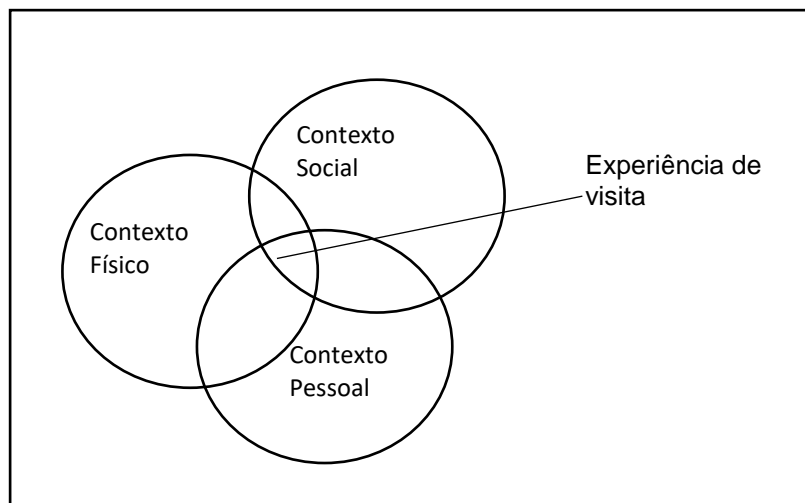 Contexto
Social
Experiência de
visita
Contexto
Físico
Contexto
Pessoal